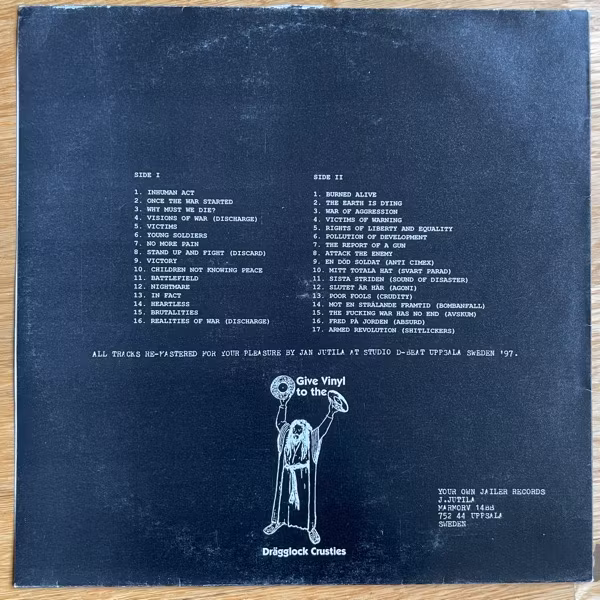 SIDE I
1. INHUMAN ACT
2. ONCE THE WAR STARTED
3. WHY MUST WE DIE?
4. VISIONS OF WAR (DISCHARGE)
5. VICTIMS
6. YOUNG SOLDIERS
7. NO MORE PAIN
8. STAND UP AND FIGHT (DISCARD)
9. VICTORY
10. CHILDREN NOT KNOWING PEACE
11. BATTLEFIELD
12. NIGHTMARE
13. IN FACT
14. HEARTLESS
15. BRUTALITIES
16. REALITIES OF WAR (DISCHARGE)
SIDE II
1. BURNED ALIVE
2. THE EARTH IS DYING
3. WAR OF AGGRESSION
4. VICTIMS OF WARNING
5. RIGHTS OF LIBERTY AND EQUALITY
6. POLLUTION OF DEVELOPMENT
7. THE REPORT OF A GUN
8. ATTACK THE ENEMY
9. EN DÖD SOLDAT (ANTI CIMEX)
10. MITT TOTALA HAT (SVART PARAD)
11. SISTA STRIDEN (SOUND OF DISASTER)
12. SLUTET ÄR HÄR (AGONI)
13. POOR FOOLS (CRUDITY)
14. MOT EN STRÅLANDE FRAMTID (BOMBANFALL)
15. THE FUCKING WAR HAS NO END (AVSKUM)
16. FRED PÅ JORDEN (ABSURD)
17. ARMED REVOLUTION (SHITLICKERS)
ALL TRACKS RE-MASTERED FOR YOUR PLEASURE BY JAN JUTILA AT STUDIO D-BEAT UPPSALA SWEDEN '97.
Give Vinyl
to the
Drägglock Crusties
YOUR OWN JAILER RECORDS
J.JUTILA
MARMORV 14BB
752 44 UPPSALA
SWEDEN